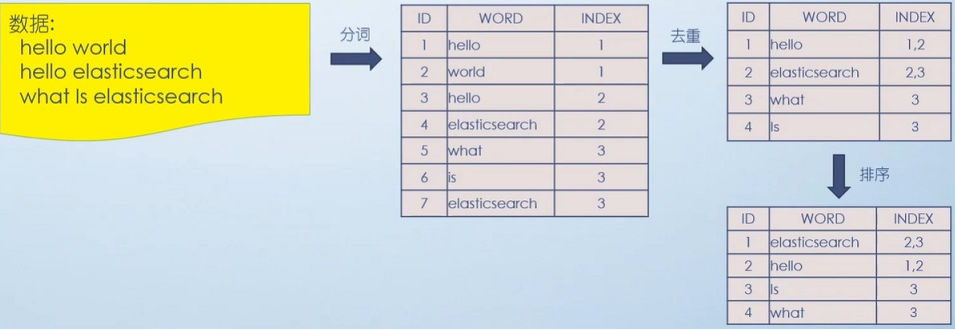 数据:
hello world
hello elasticsearch
what Is elasticsearch
分词
ID WORD INDEX
1 hello 1
2 world 1
3 hello 2
4 elasticsearch 2
5 what 3
6 is 3
7 elasticsearch 3
去重
ID WORD INDEX
1 hello 1,2
2 elasticsearch 2,3
3 what 3
4 Is 3
排序
ID WORD INDEX
1 elasticsearch 2,3
2 hello 1,2
3 Is 3
4 what 3